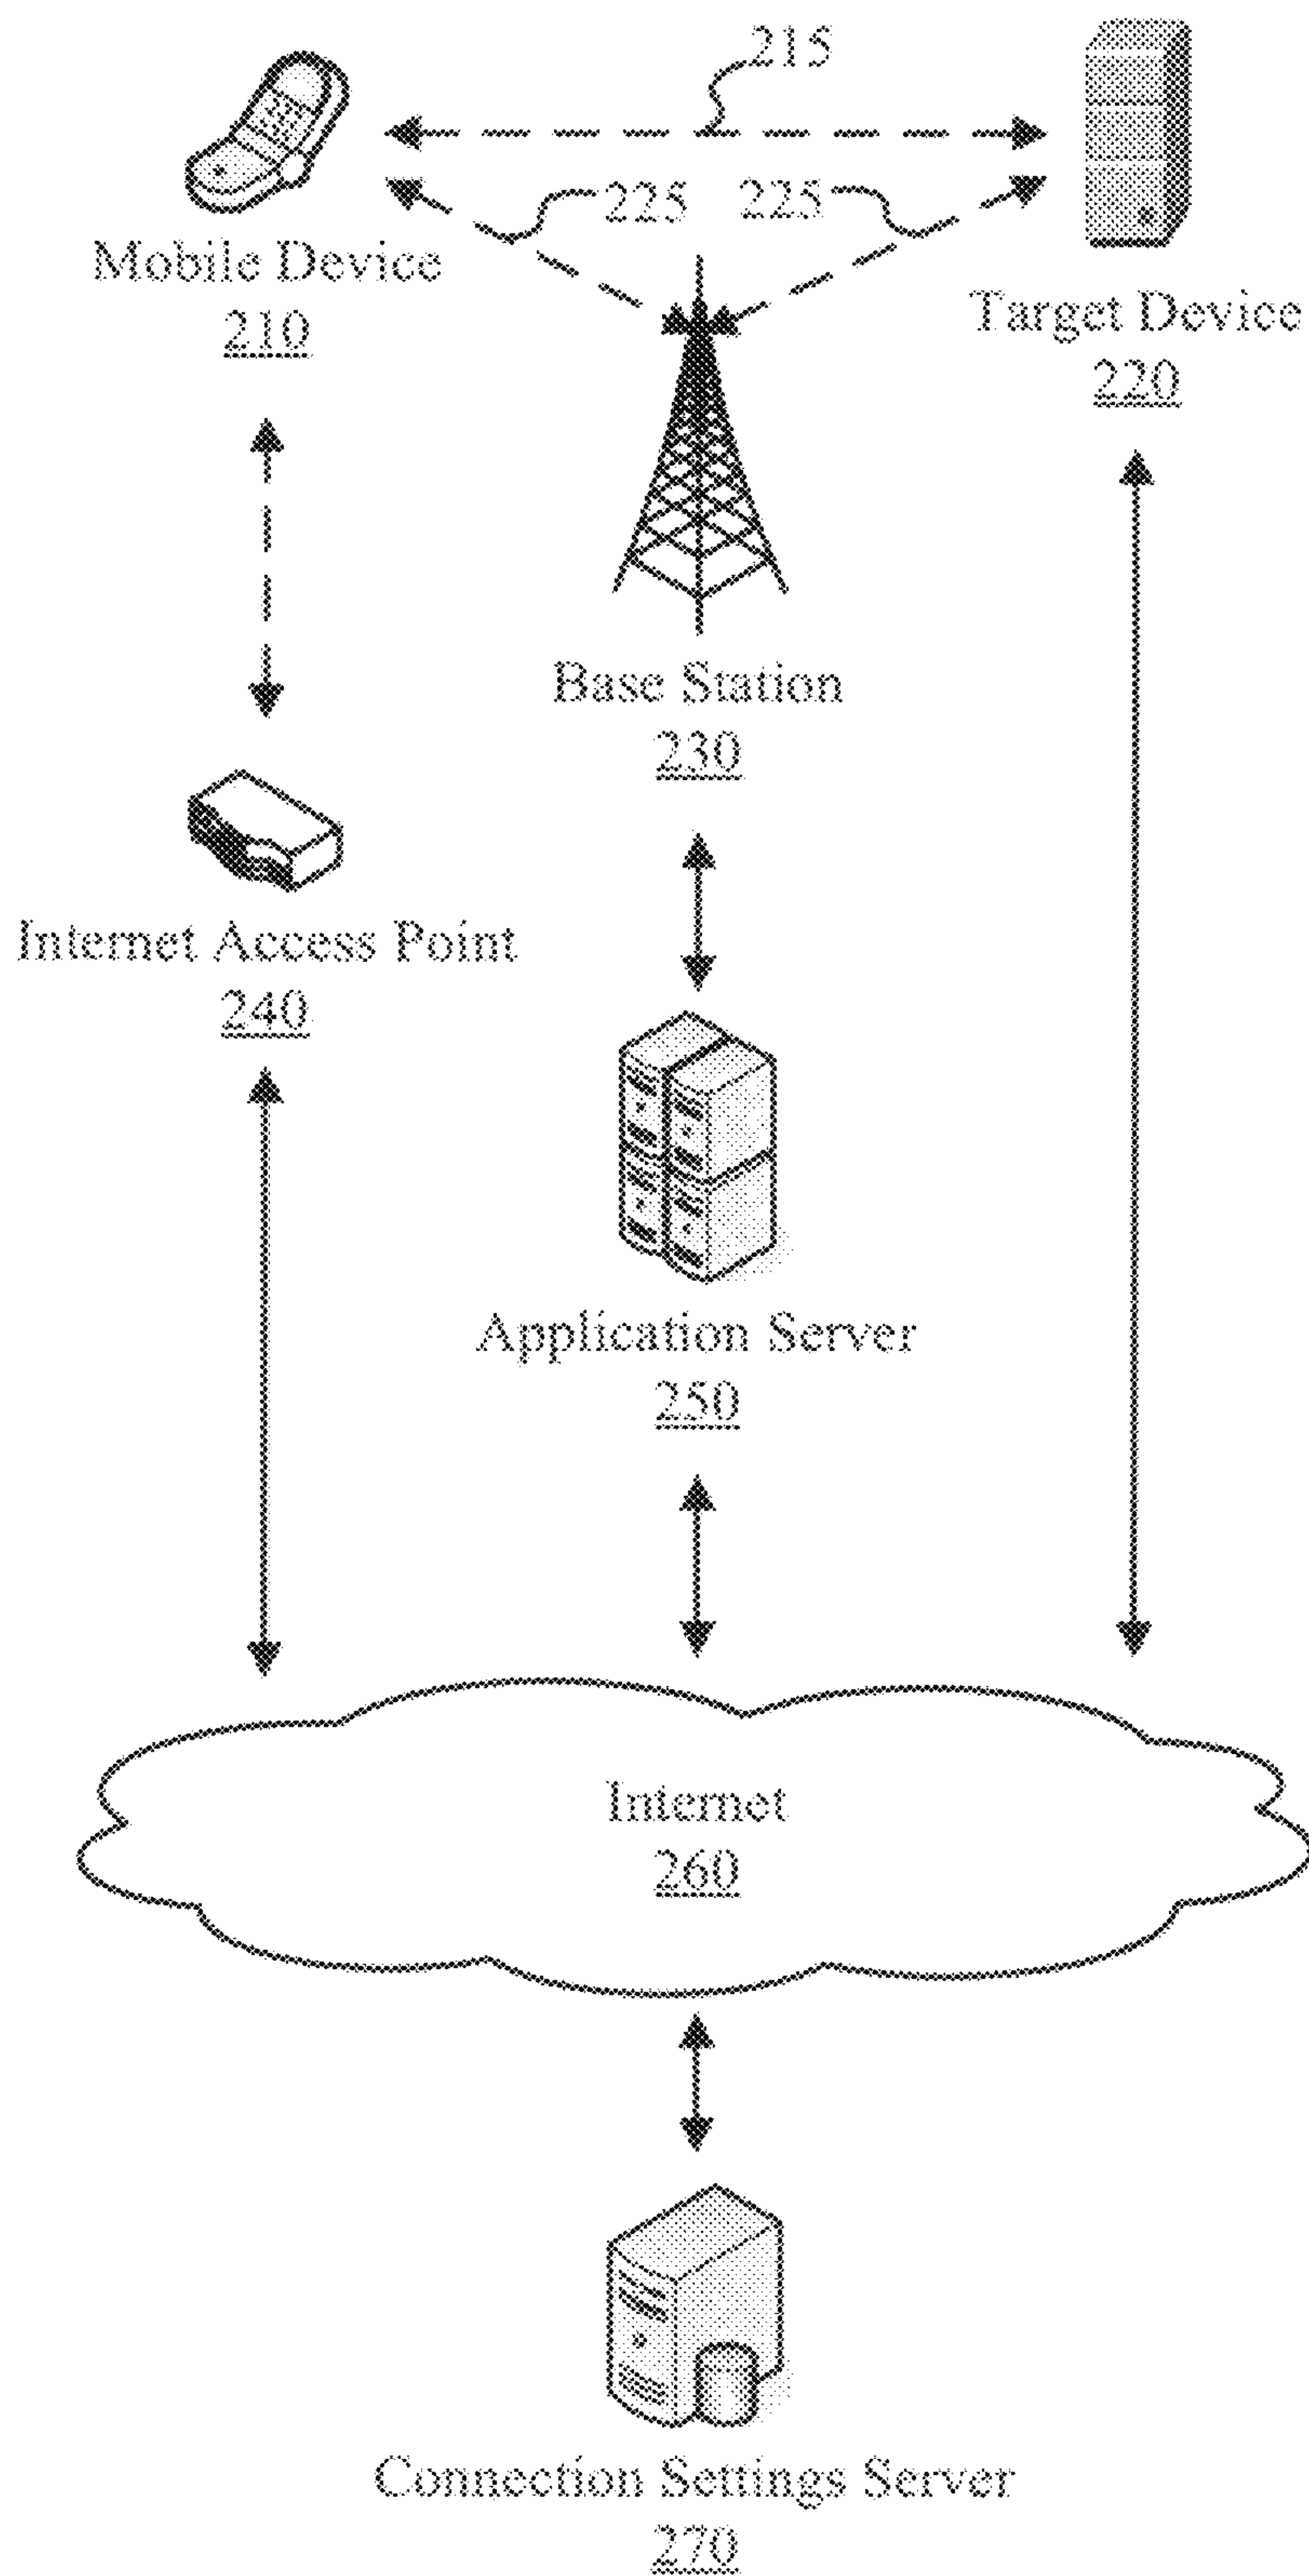 215
225
225
Mobile Device
210
Target Device
220
Base Station
230
Internet Access Point
240
Application Server
250
Internet
260
Connection Settings Server
270